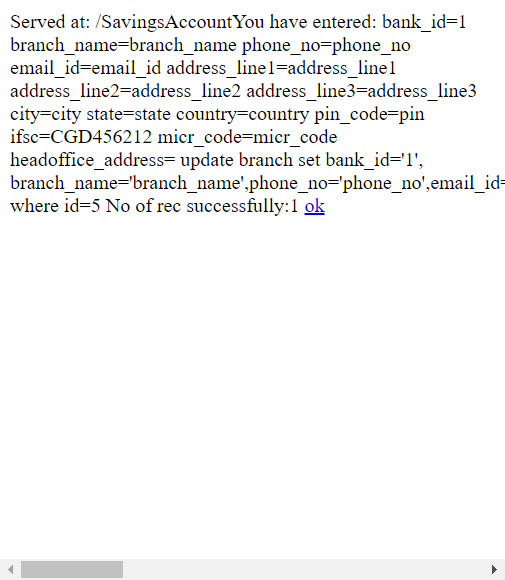 Served at: /SavingsAccountYou have entered: bank_id=1
branch_name=branch_name phone_no=phone_no
email_id=email_id address_line1=address_line1
address_line2=address_line2 address_line3=address_line3
city=city state=state country=country pin_code=pin
ifsc=CGD456212 micr_code=micr_code
headoffice_address= update branch set bank_id='1',
branch_name='branch_name',phone_no='phone_no',email_id=
where id=5 No of rec successfully:1 ok